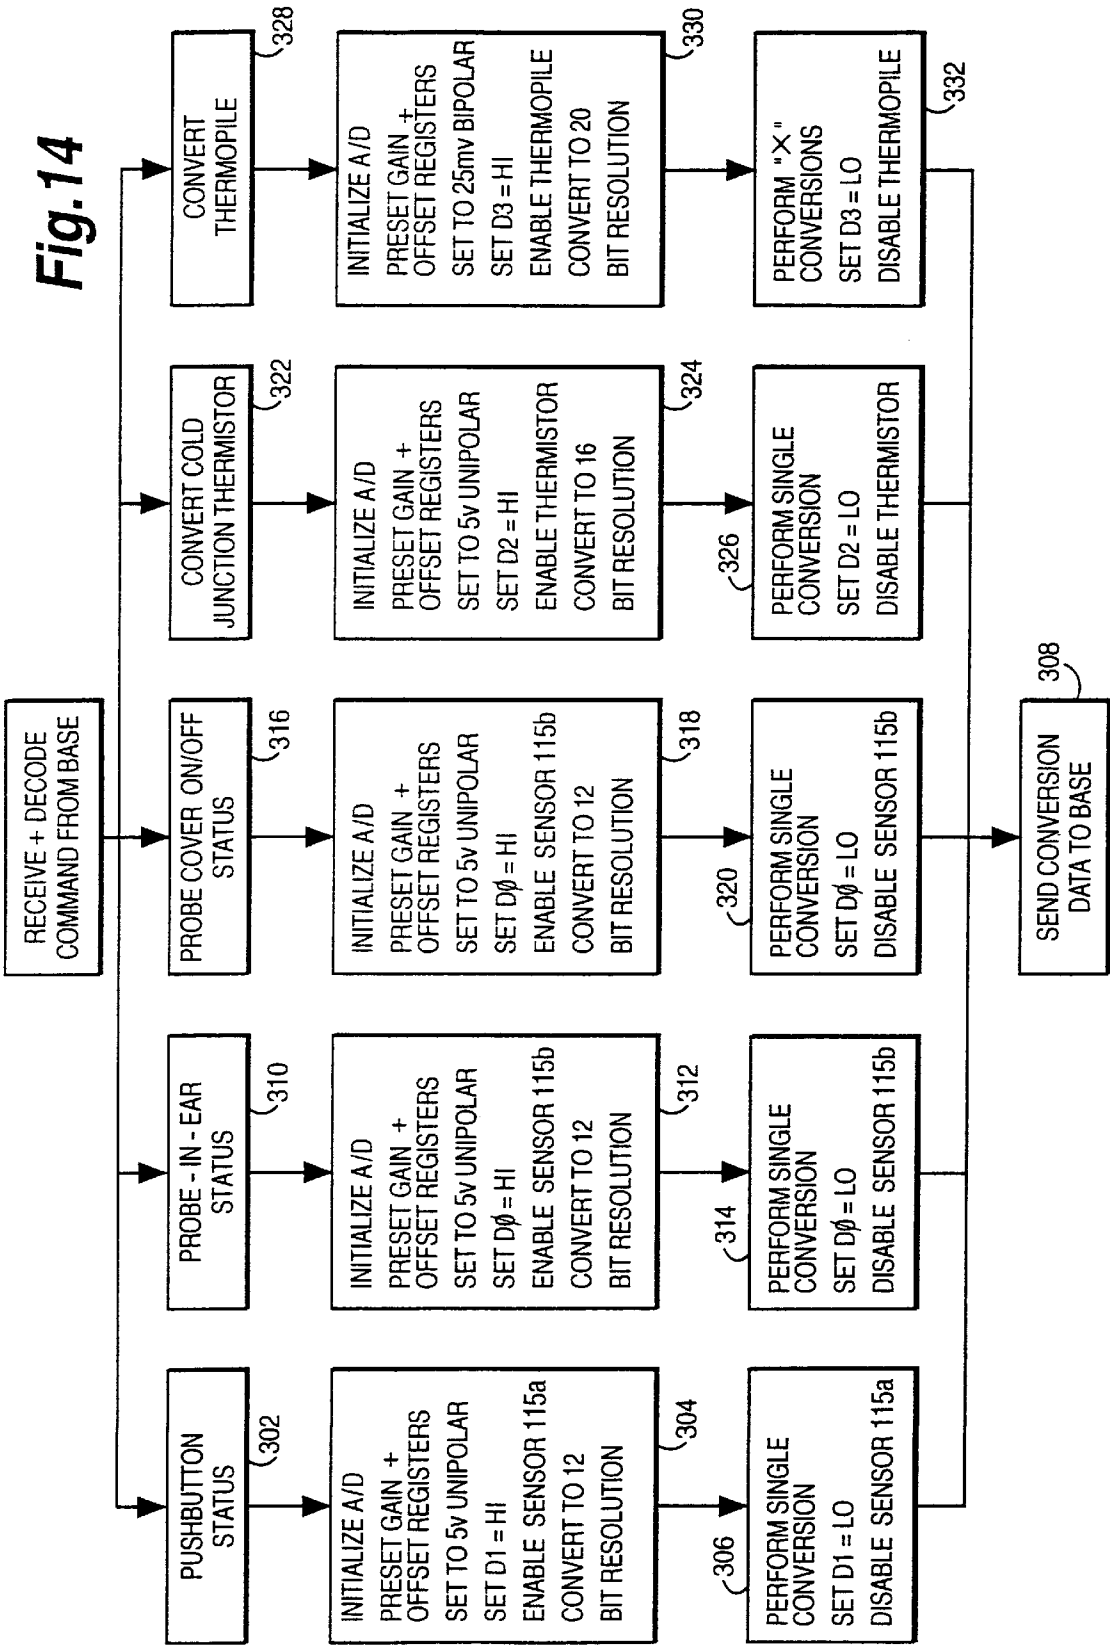 Fig.14
RECEIVE + DECODE
COMMAND FROM BASE
PUSHBUTTON
STATUS
302
INITIALIZE A/D
PRESET GAIN +
OFFSET REGISTERS
SET TO 5v UNIPOLAR
SET D1 = HI
ENABLE SENSOR 115a
CONVERT TO 12
BIT RESOLUTION
304
306
PERFORM SINGLE
CONVERSION
SET D1 = LO
DISABLE SENSOR 115a
PROBE - IN - EAR
STATUS
310
INITIALIZE A/D
PRESET GAIN +
OFFSET REGISTERS
SET TO 5v UNIPOLAR
SET DØ = HI
ENABLE SENSOR 115b
CONVERT TO 12
BIT RESOLUTION
312
314
PERFORM SINGLE
CONVERSION
SET DØ = LO
DISABLE SENSOR 115b
PROBE COVER ON/OFF
STATUS
316
INITIALIZE A/D
PRESET GAIN +
OFFSET REGISTERS
SET TO 5v UNIPOLAR
SET DØ = HI
ENABLE SENSOR 115b
CONVERT TO 12
BIT RESOLUTION
318
320
PERFORM SINGLE
CONVERSION
SET DØ = LO
DISABLE SENSOR 115b
CONVERT COLD
JUNCTION THERMISTOR
322
INITIALIZE A/D
PRESET GAIN +
OFFSET REGISTERS
SET TO 5v UNIPOLAR
SET D2 = HI
ENABLE THERMISTOR
CONVERT TO 16
BIT RESOLUTION
324
326
PERFORM SINGLE
CONVERSION
SET D2 = LO
DISABLE THERMISTOR
CONVERT
THERMOPILE
328
INITIALIZE A/D
PRESET GAIN +
OFFSET REGISTERS
SET TO 25mv BIPOLAR
SET D3 = HI
ENABLE THERMOPILE
CONVERT TO 20
BIT RESOLUTION
330
PERFORM "X"
CONVERSIONS
SET D3 = LO
DISABLE THERMOPILE
332
SEND CONVERSION
DATA TO BASE
308